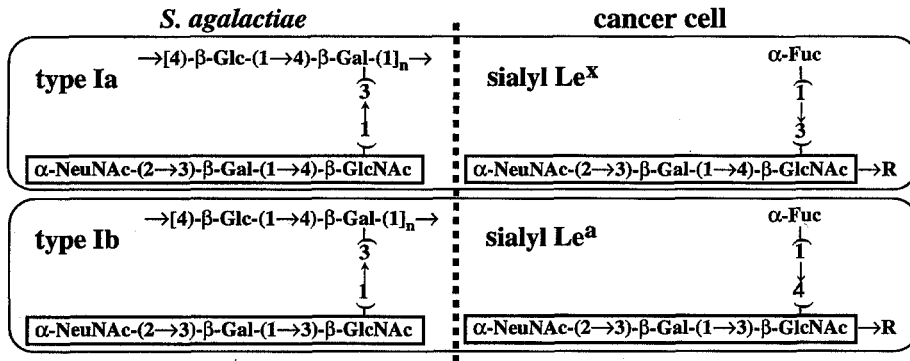 S. agalactiae
cancer cell
type Ia
→[4)-β-Glc-(1→4)-β-Gal-(1]n→
3
↑
1
α-NeuNAc-(2→3)-β-Gal-(1→4)-β-GlcNAc
sialyl Lex
α-Fuc
1
↓
3
α-NeuNAc-(2→3)-β-Gal-(1→4)-β-GlcNAc→R
type Ib
→[4)-β-Glc-(1→4)-β-Gal-(1]n→
3
↑
1
α-NeuNAc-(2→3)-β-Gal-(1→3)-β-GlcNAc
sialyl Lea
α-Fuc
1
↓
4
α-NeuNAc-(2→3)-β-Gal-(1→3)-β-GlcNAc→R